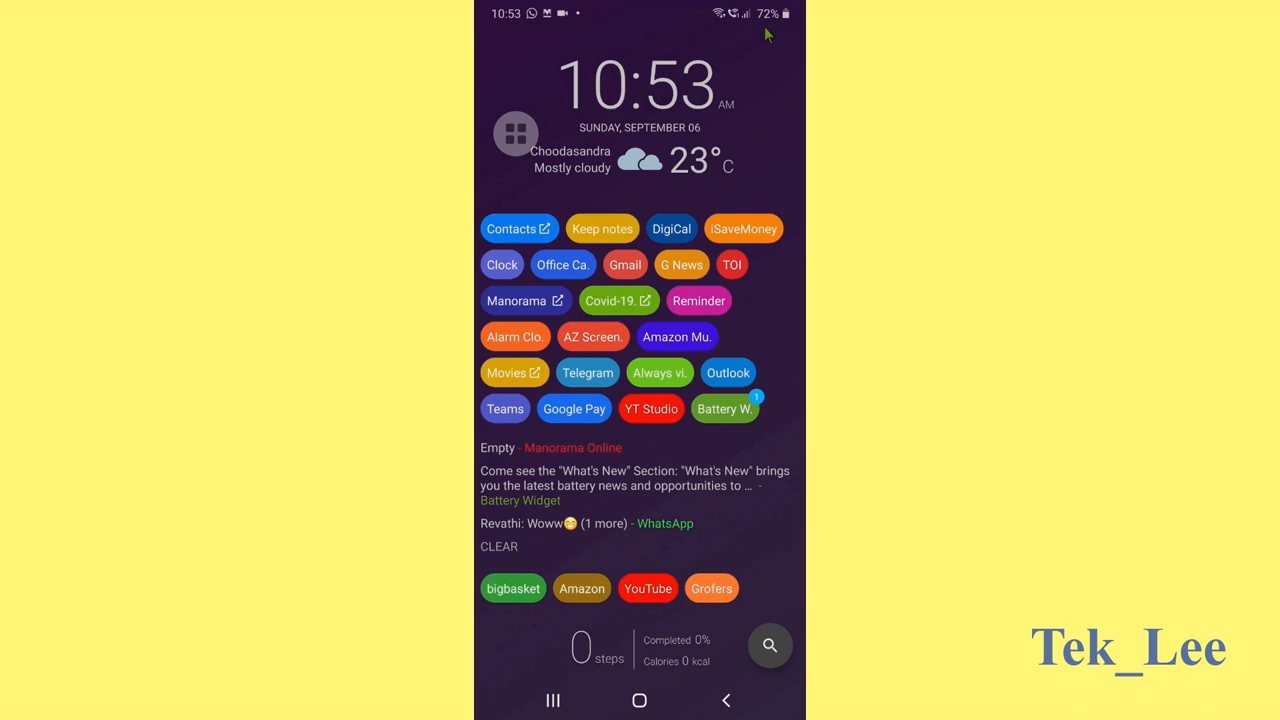 10:53 72%
10:53 AM
SUNDAY, SEPTEMBER 06
Choodasandra
Mostly cloudy
23°C
Contacts Keep notes DigiCal iSaveMoney
Clock Office Ca. Gmail G News TOI
Manorama Covid-19. Reminder
Alarm Clo. AZ Screen. Amazon Mu.
Movies Telegram Always vi. Outlook
1
Teams Google Pay YT Studio Battery W.
Empty - Manorama Online
Come see the "What's New" Section: "What's New" brings
you the latest battery news and opportunities to ... -
Battery Widget
Revathi: Woww😁 (1 more) - WhatsApp
CLEAR
bigbasket Amazon YouTube Grofers
0 steps
Completed 0%
Calories 0 kcal
Tek_Lee